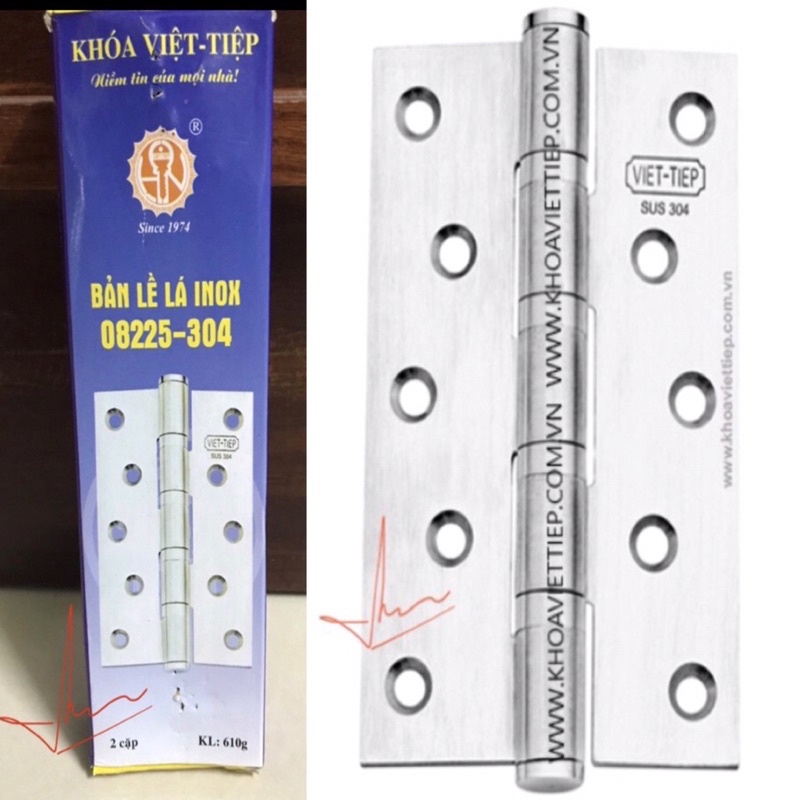 KHÓA VIỆT-TIỆP
Niềm tin của mọi nhà!
®
Since 1974
BẢN LỀ LÁ INOX
08225-304
VIET-TIEP
SUS 304
2 cặp
KL: 610g
WWW.KHOAVIETTIEP.COM.VN
WWW.KHOAVIETTIEP.COM.VN
VIET-TIEP
SUS 304
www.khoaviettiep.com.vn